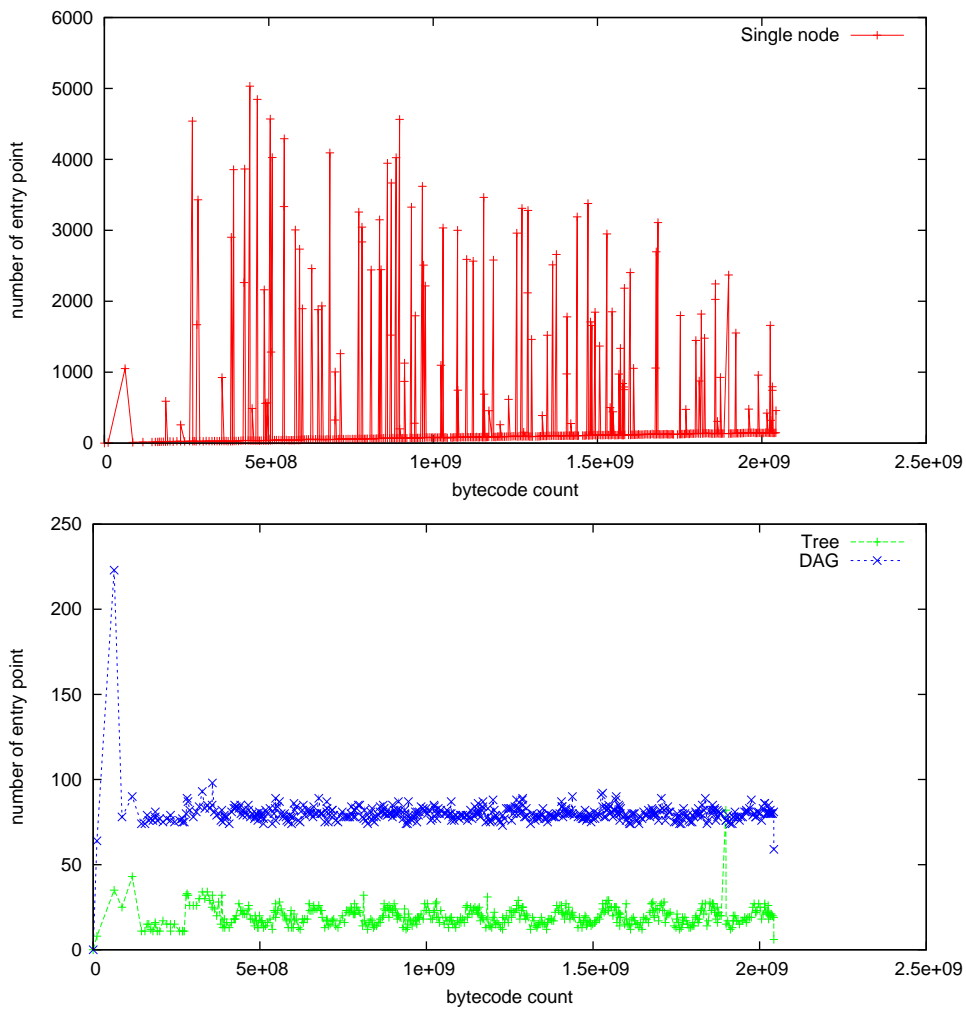 6000
5000
4000
3000
2000
1000
0
number of entry point
Single node
0
5e+08
1e+09
1.5e+09
2e+09
2.5e+09
bytecode count
250
200
150
100
50
0
number of entry point
Tree
DAG
0
5e+08
1e+09
1.5e+09
2e+09
2.5e+09
bytecode count